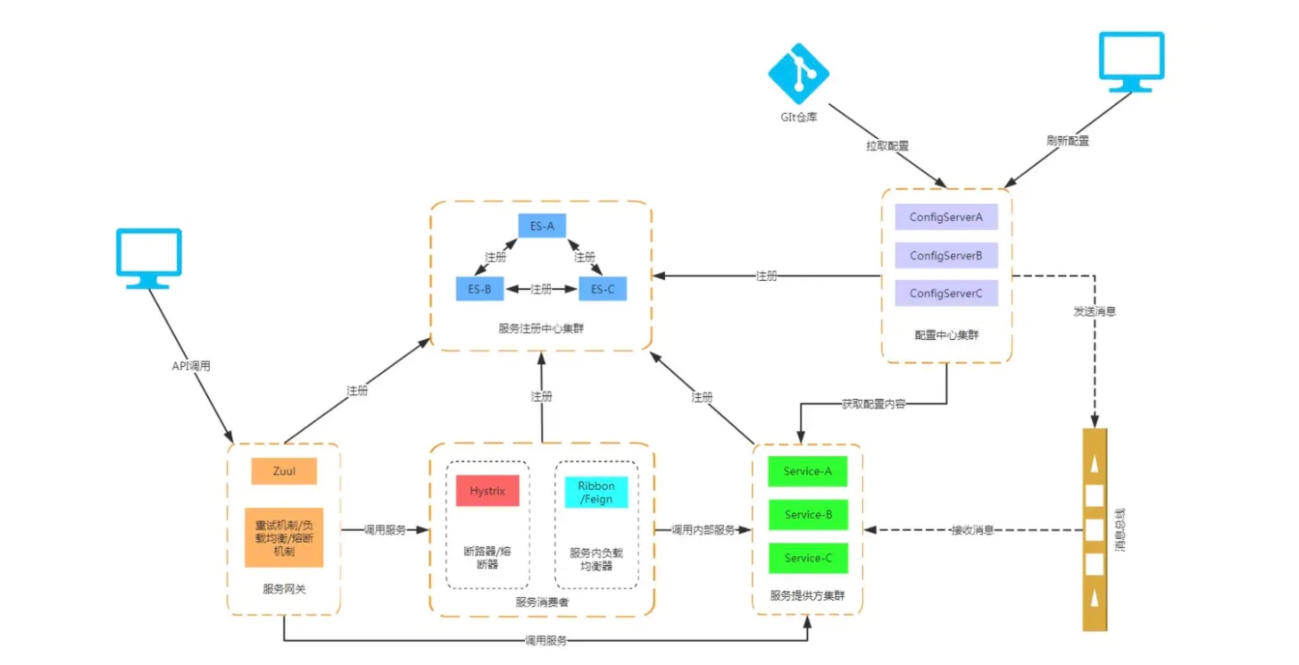 GIt仓库
拉取配置
刷新配置
ConfigServerA
ConfigServerB
ConfigServerC
配置中心集群
ES-A
注册
注册
ES-B
注册
ES-C
服务注册中心集群
注册
发送消息
API调用
注册
注册
注册
获取配置内容
Zuul
重试机制/负
载均衡/熔断
机制
服务网关
调用服务
Hystrix
断路器/熔
断器
Ribbon
/Feign
服务内负载
均衡器
服务消费者
调用内部服务
Service-A
Service-B
Service-C
服务提供方集群
接收消息
消息总线
调用服务